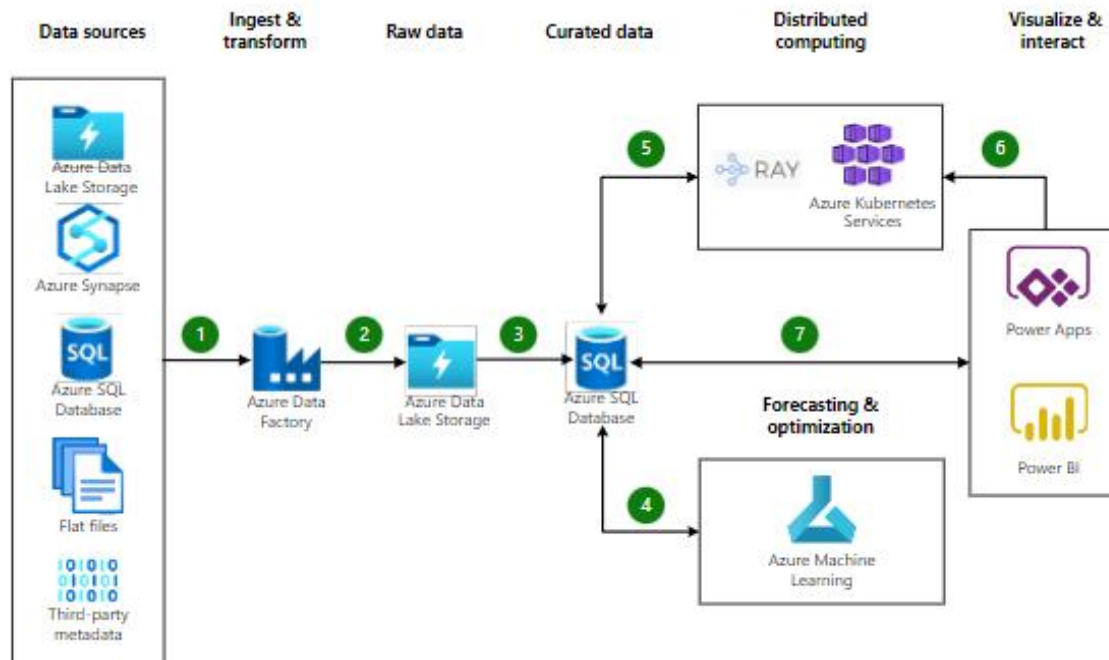 Data sources
Ingest &
transform
Raw data
Curated data
Distributed
computing
Visualize &
interact
Azure Data
Lake Storage
Azure Synapse
SQL
Azure SQL
Database
Flat files
101010
010101
Third-party
metadata
1
Azure Data
Factory
2
Azure Data
Lake Storage
3
SQL
Azure SQL
Database
5
RAY
Azure Kubernetes
Services
6
7
Power Apps
Power BI
Forecasting &
optimization
4
Azure Machine
Learning